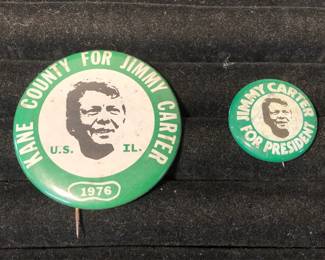 KANE COUNTY FOR JIMMY CARTER
U.S. IL.
1976
JIMMY CARTER
FOR PRESIDENT